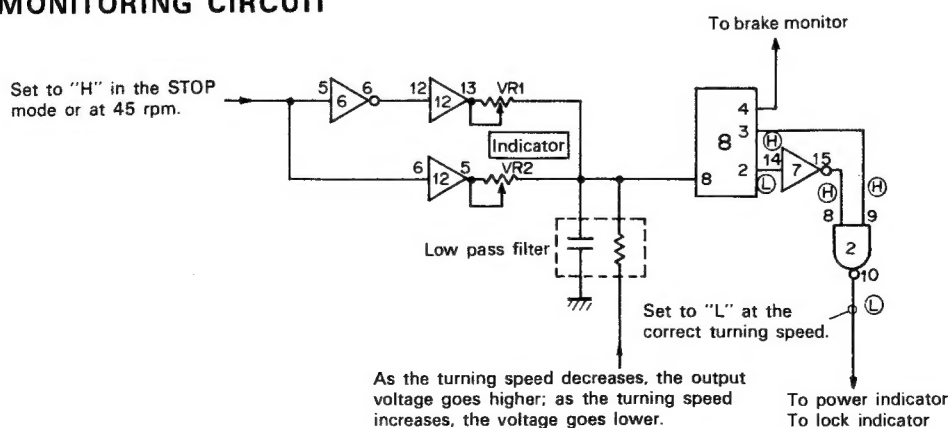 MONITORING CIRCUIT
To brake monitor
Set to "H" in the STOP
mode or at 45 rpm.
5 6 6
12 12 13 VR1
Indicator
6 12 5 VR2
8 8 4
3 H
2 L
14 7 15
H H
8 9
2
10
L
Low pass filter
Set to "L" at the
correct turning speed.
As the turning speed decreases, the output
voltage goes higher; as the turning speed
increases, the voltage goes lower.
To power indicator
To lock indicator